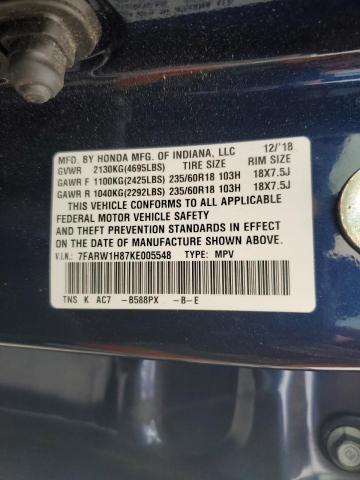 MFD. BY HONDA MFG. OF INDIANA, LLC 12/'18
GVWR 2130KG(4695LBS) TIRE SIZE RIM SIZE
GAWR F 1100KG(2425LBS) 235/60R18 103H 18X7.5J
GAWR R 1040KG(2292LBS) 235/60R18 103H 18X7.5J
THIS VEHICLE CONFORMS TO ALL APPLICABLE
FEDERAL MOTOR VEHICLE SAFETY
AND THEFT PREVENTION STANDARDS IN EFFECT
ON THE DATE OF MANUFACTURE SHOWN ABOVE.
V.I.N.: 7FARW1H87KE005548 TYPE: MPV
TNS K AC7 -B588PX -B-E